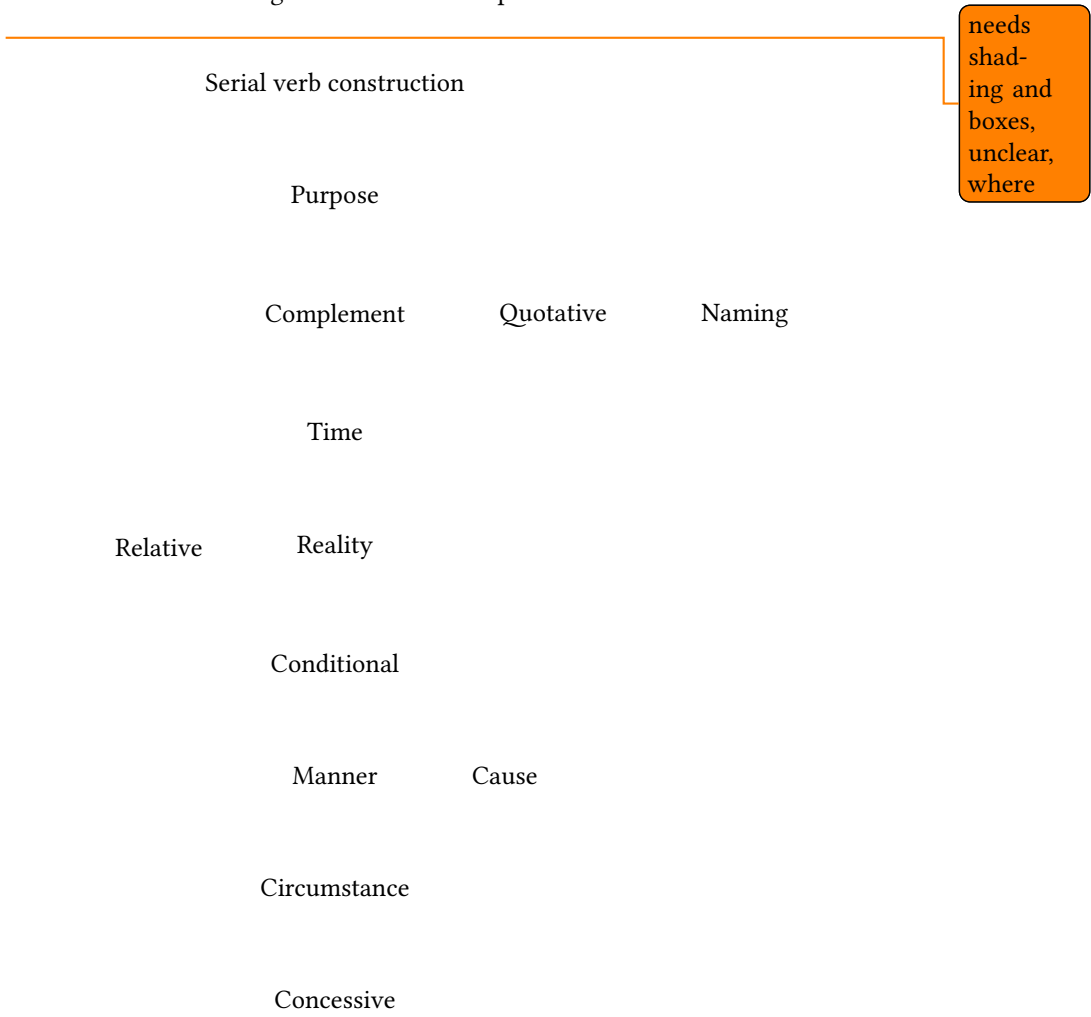 needs
shad-
ing and
boxes,
unclear,
where
Serial verb construction
Purpose
Complement Quotative Naming
Time
Relative Reality
Conditional
Manner Cause
Circumstance
Concessive